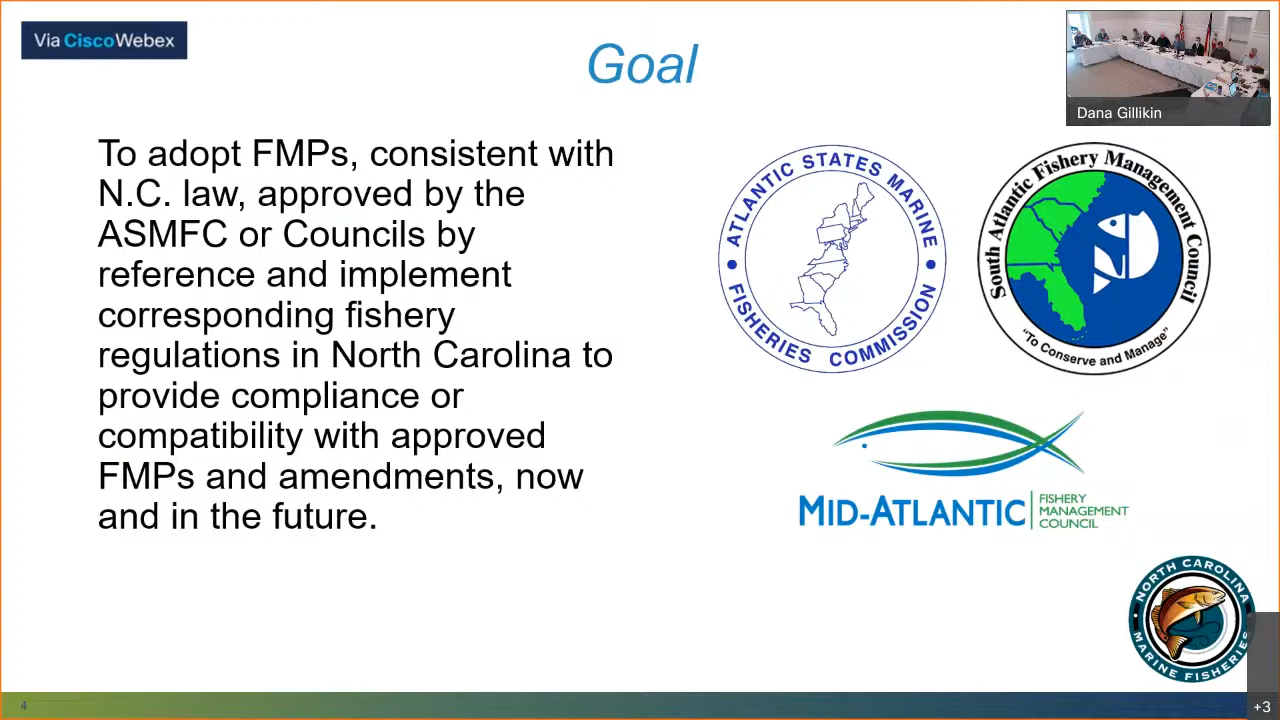 Via Cisco Webex
Goal
Dana Gillikin
To adopt FMPs, consistent with
N.C. law, approved by the
ASMFC or Councils by
reference and implement
corresponding fishery
regulations in North Carolina to
provide compliance or
compatibility with approved
FMPs and amendments, now
and in the future.
ATLANTIC STATES MARINE
FISHERIES COMMISSION
South Atlantic Fishery Management Council
"To Conserve and Manage"
MID-ATLANTIC
FISHERY
MANAGEMENT
COUNCIL
NORTH CAROLINA
MARINE FISHERIES
4
+3